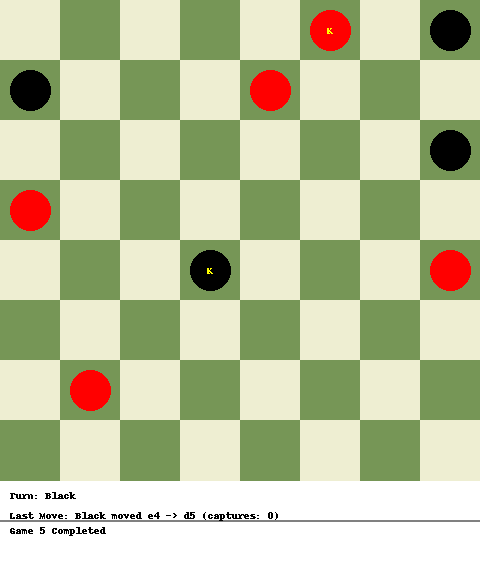 K
K
Turn: Black
Last Move: Black moved e4 -> d5 (captures: 0)
Game 5 Completed